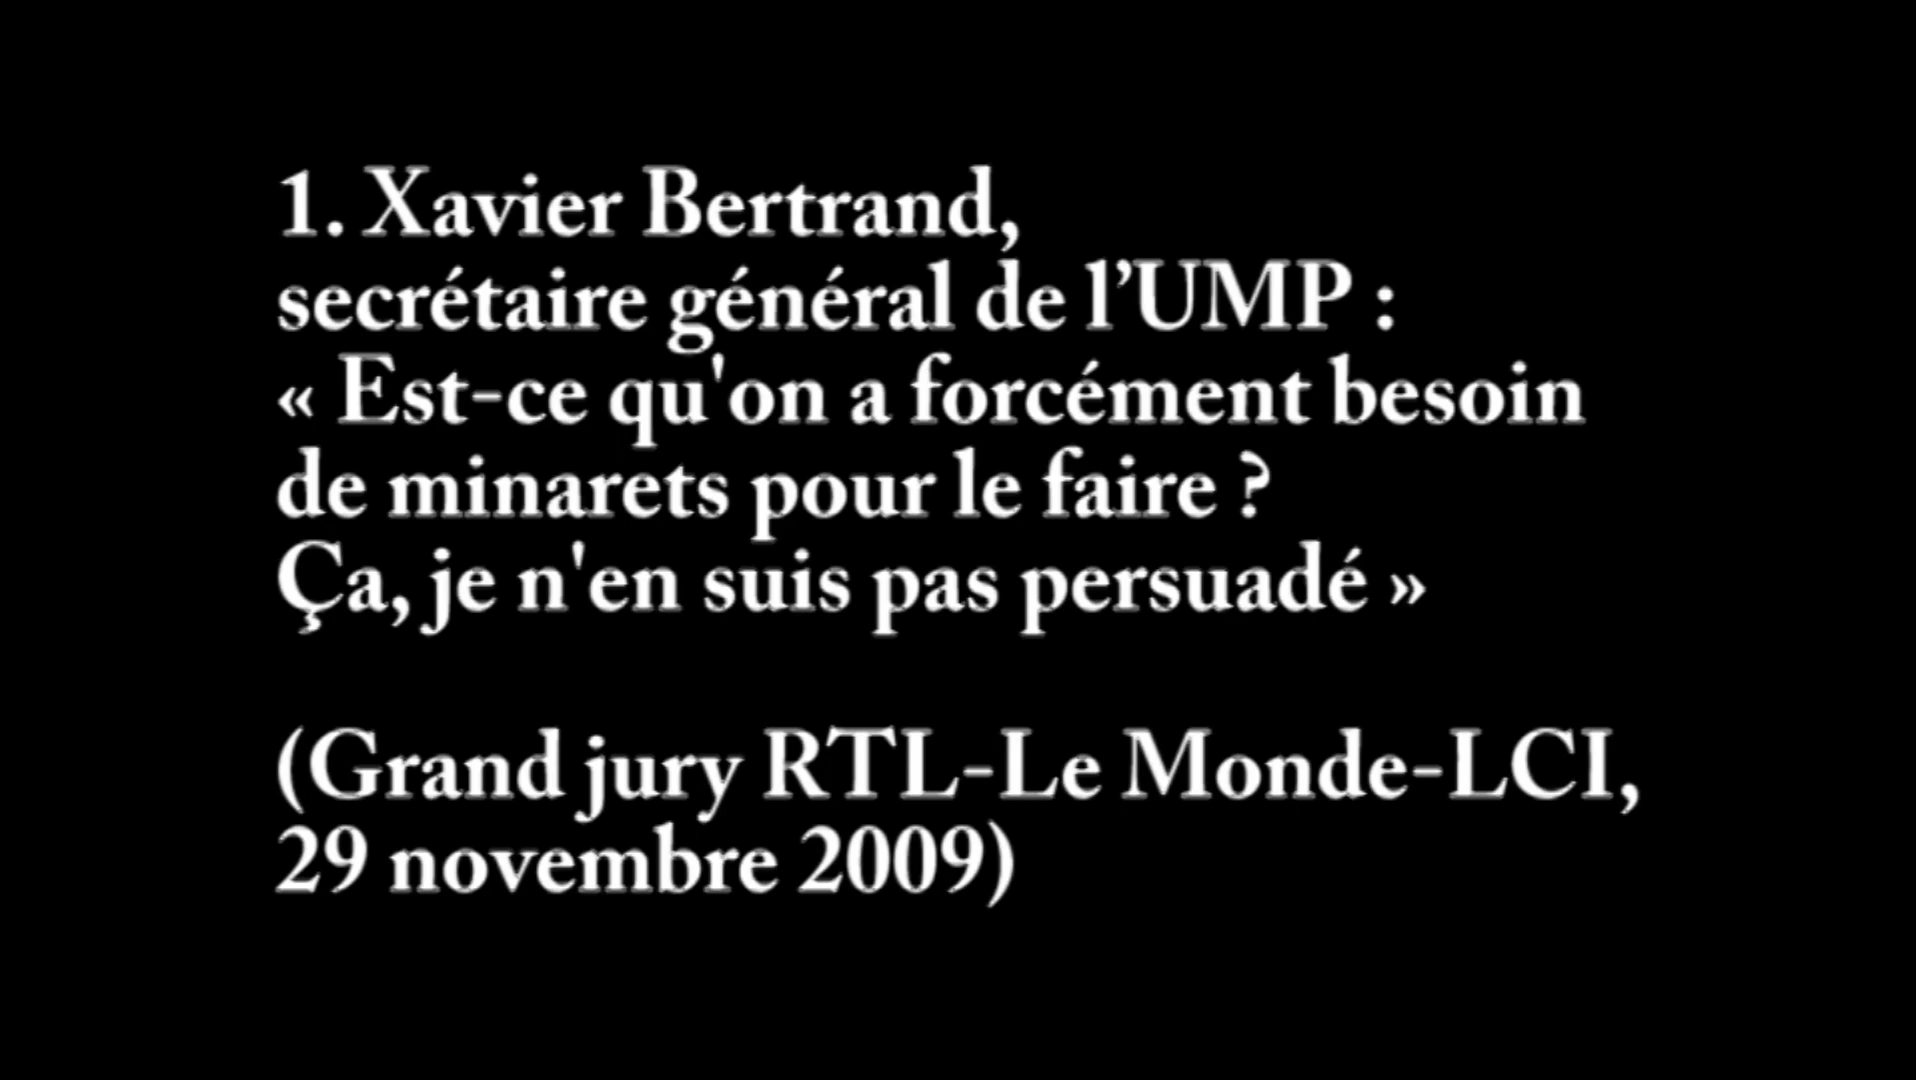 1. Xavier Bertrand,
secrétaire général de l’UMP :
« Est-ce qu'on a forcément besoin
de minarets pour le faire ?
Ça, je n'en suis pas persuadé »
(Grand jury RTL-Le Monde-LCI,
29 novembre 2009)